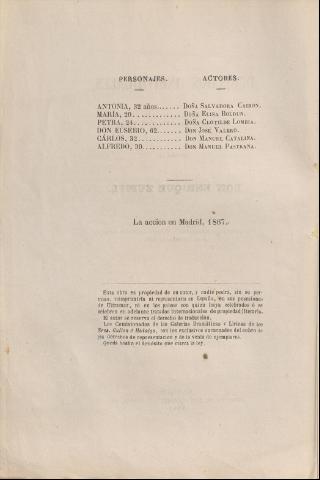 PERSONAJES. ACTORES.
ANTONIA, 32 años...... DOÑA SALVADORA CAIRON.
MARÍA, 20............ DOÑA ELISA BOLDUN.
PETRA, 24............ DOÑA CLOTILDE LOMBIA.
DON EUSEBIO, 62...... DON JOSÉ VALERO.
CÁRLOS, 32........... DON MANUEL CATALINA.
ALFREDO, 30.......... DON MANUEL PASTRANA.
La accion en Madrid, 1867.
Esta obra es propiedad de su autor, y nadie podrá, sin su per-
miso, reimprimirla ni representarla en España, en sus posesiones
de Ultramar, ni en los paises con quien haya celebrados ó se
celebren en adelante tratados internacionales de propiedad literaria.
El autor se reserva el derecho de traduccion.
Los Comisionados de las Galerías Dramáticas y Líricas de los
Sres. Gullon é Hidalgo, son los exclusivos encargados del cobro de
los derechos de representacion y de la venta de ejemplares.
Queda hecho el depósito que marca la ley.